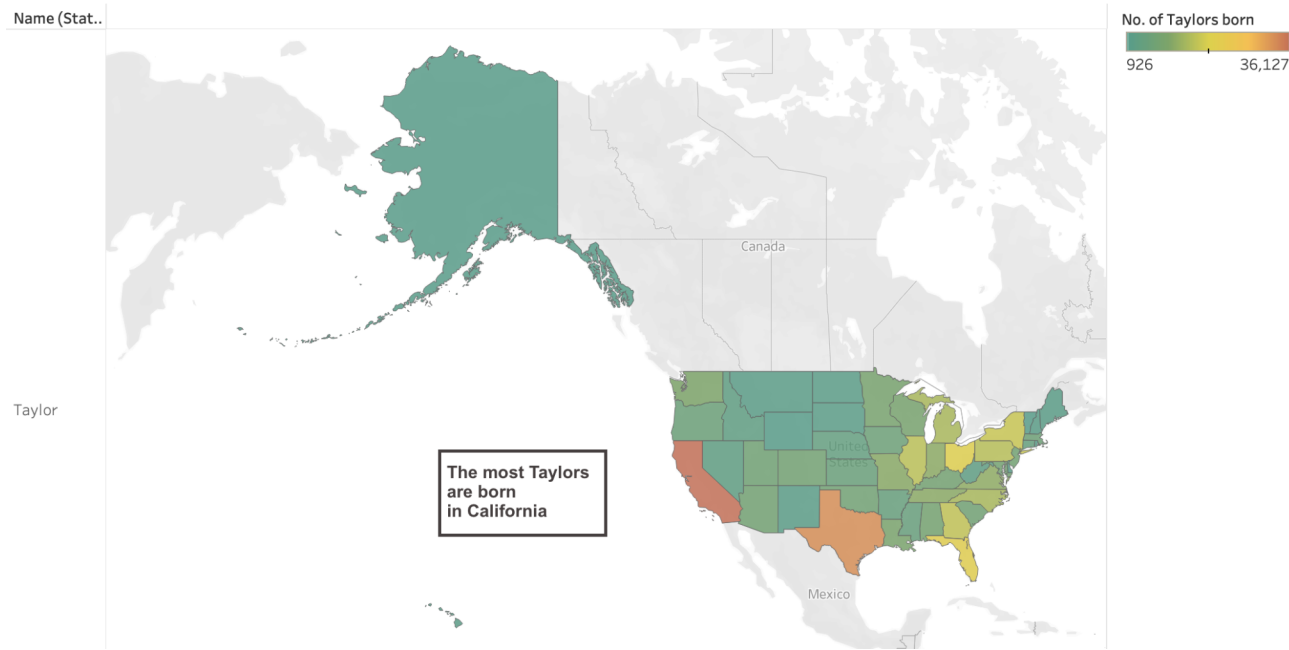 Name (Stat..
No. of Taylors born
926
36,127
Canada
Taylor
United
States
The most Taylors
are born
in California
Mexico